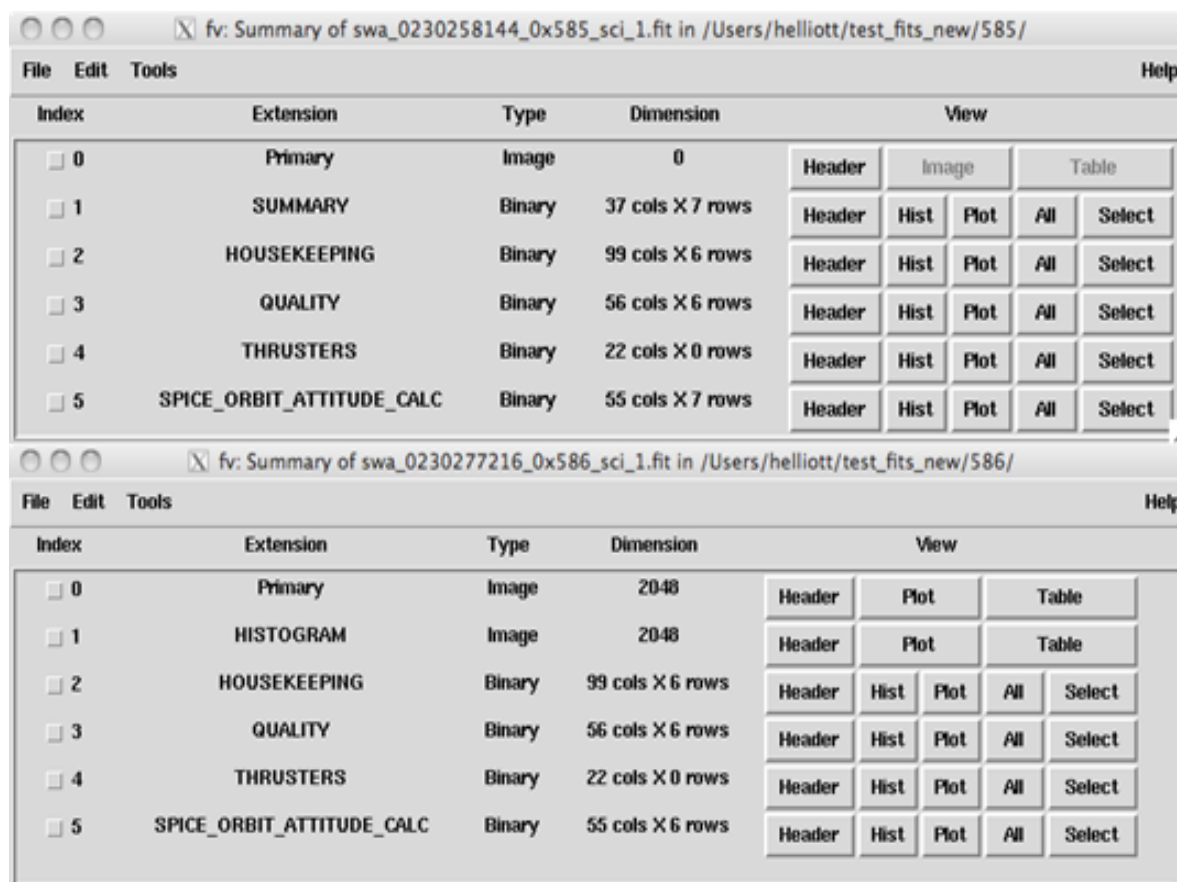 X fv: Summary of swa_0230258144_0x585_sci_1.fit in /Users/helliott/test_fits_new/585/
File Edit Tools Help
Index Extension Type Dimension View
0 Primary Image 0 Header Image Table
1 SUMMARY Binary 37 cols X 7 rows Header Hist Plot All Select
2 HOUSEKEEPING Binary 99 cols X 6 rows Header Hist Plot All Select
3 QUALITY Binary 56 cols X 6 rows Header Hist Plot All Select
4 THRUSTERS Binary 22 cols X 0 rows Header Hist Plot All Select
5 SPICE_ORBIT_ATTITUDE_CALC Binary 55 cols X 7 rows Header Hist Plot All Select
X fv: Summary of swa_0230277216_0x586_sci_1.fit in /Users/helliott/test_fits_new/586/
File Edit Tools Help
Index Extension Type Dimension View
0 Primary Image 2048 Header Plot Table
1 HISTOGRAM Image 2048 Header Plot Table
2 HOUSEKEEPING Binary 99 cols X 6 rows Header Hist Plot All Select
3 QUALITY Binary 56 cols X 6 rows Header Hist Plot All Select
4 THRUSTERS Binary 22 cols X 0 rows Header Hist Plot All Select
5 SPICE_ORBIT_ATTITUDE_CALC Binary 55 cols X 6 rows Header Hist Plot All Select